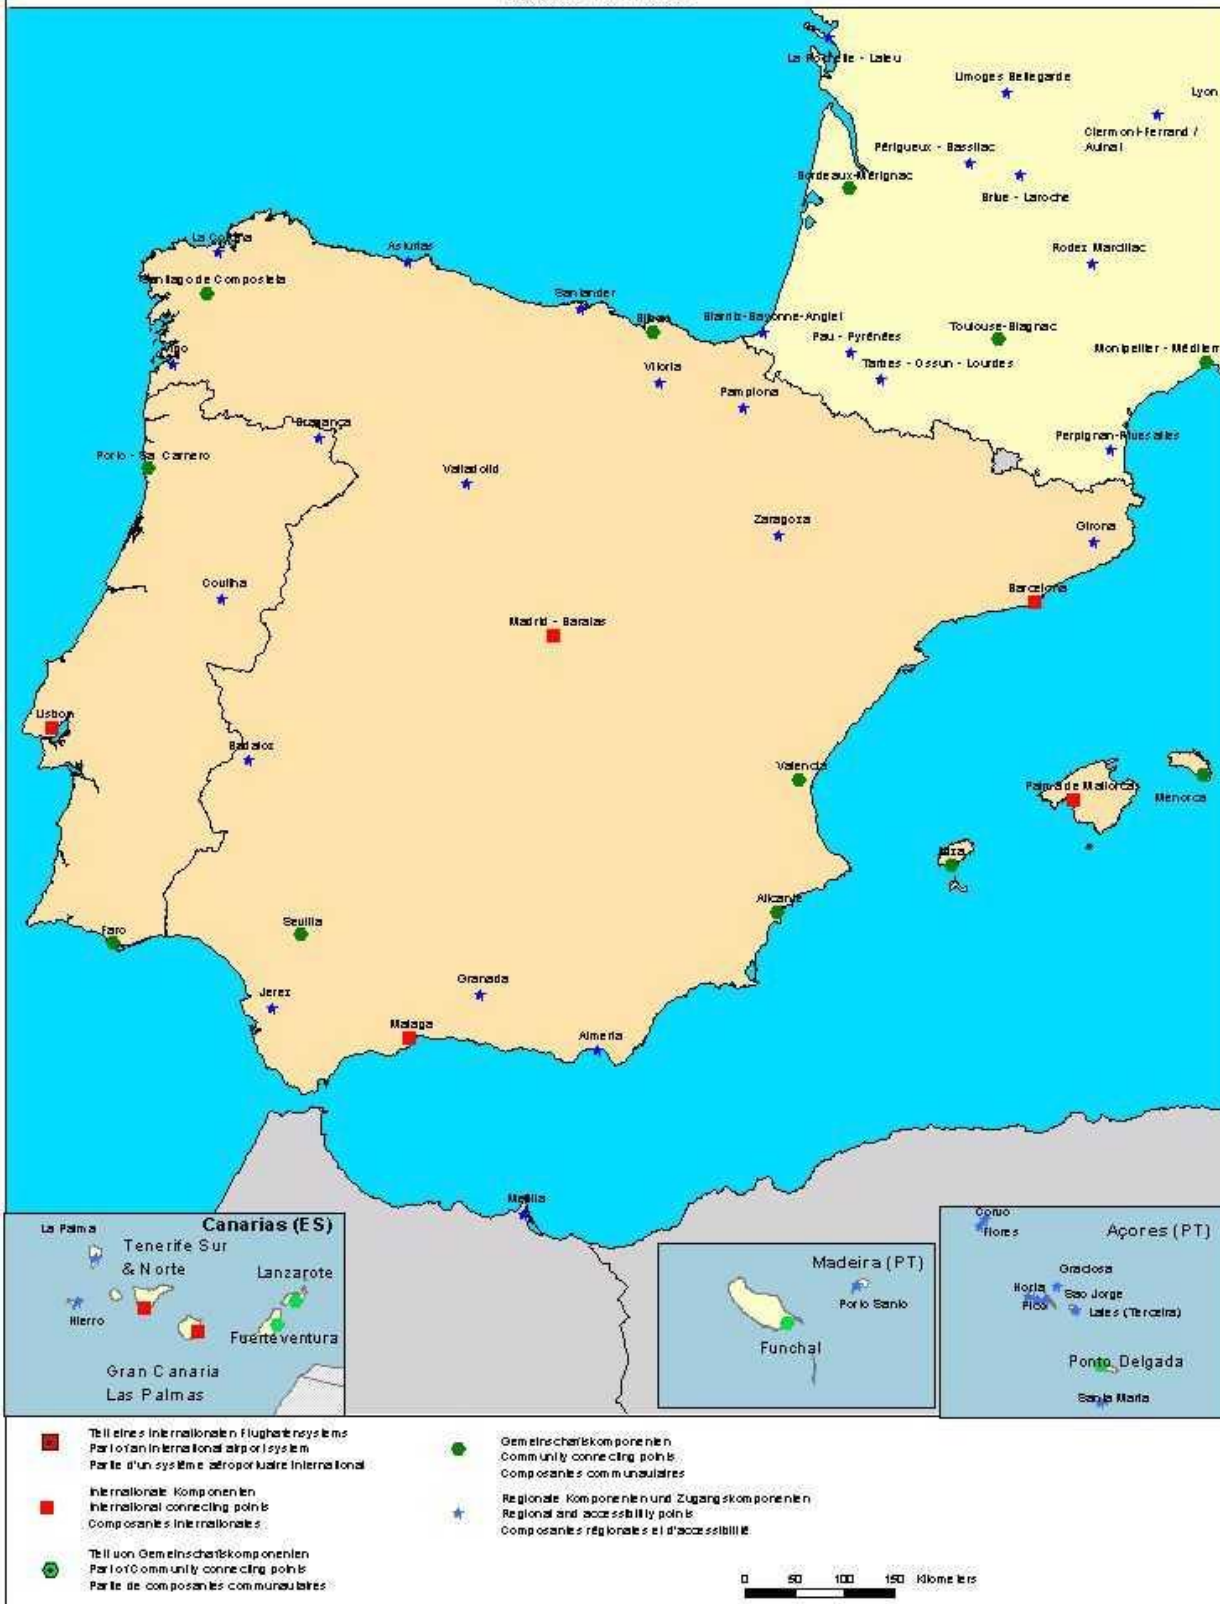 La Rochelle - Laleu
Limoges Bellegarde
Lyon
Clermont-Ferrand /
Aulnat
Périgueux - Bassilac
Bordeaux-Mérignac
Brive - Laroche
La Coruña
Asturias
Rodez Marcillac
Santiago de Compostela
Santander
Bilbao
Biarritz-Bayonne-Anglet
Toulouse-Blagnac
Pau - Pyrénées
Montpellier - Méditerr
Vigo
Vitoria
Tarbes - Ossun - Lourdes
Pamplona
Bragança
Perpignan-Rivesaltes
Porto - Sá Carnero
Valladolid
Zaragoza
Girona
Covilha
Barcelona
Madrid - Barajas
Lisbon
Badajoz
Valencia
Palma de Mallorca
Menorca
Ibiza
Alicante
Faro
Sevilla
Granada
Jerez
Malaga
Almeria
Melilla
Canarias (ES)
La Palma
Tenerife Sur
& Norte
Lanzarote
Hierro
Fuerteventura
Gran Canaria
Las Palmas
Madeira (PT)
Porto Santo
Funchal
Corvo
Flores
Açores (PT)
Graciosa
Horta
Sao Jorge
Pico
Lajes (Terceira)
Ponto Delgada
Santa Maria
Teil eines internationalen Flughafensystems
Part of an international airport system
Partie d'un système aéroportuaire international
Internationale Komponenten
International connecting points
Composantes internationales
Teil von Gemeinschaftskomponenten
Part of Community connecting points
Partie de composantes communautaires
Gemeinschaftskomponenten
Community connecting points
Composantes communautaires
Regionale Komponenten und Zugangskomponenten
Regional and accessibility points
Composantes régionales et d'accessibilité
0 50 100 150 Kilometers